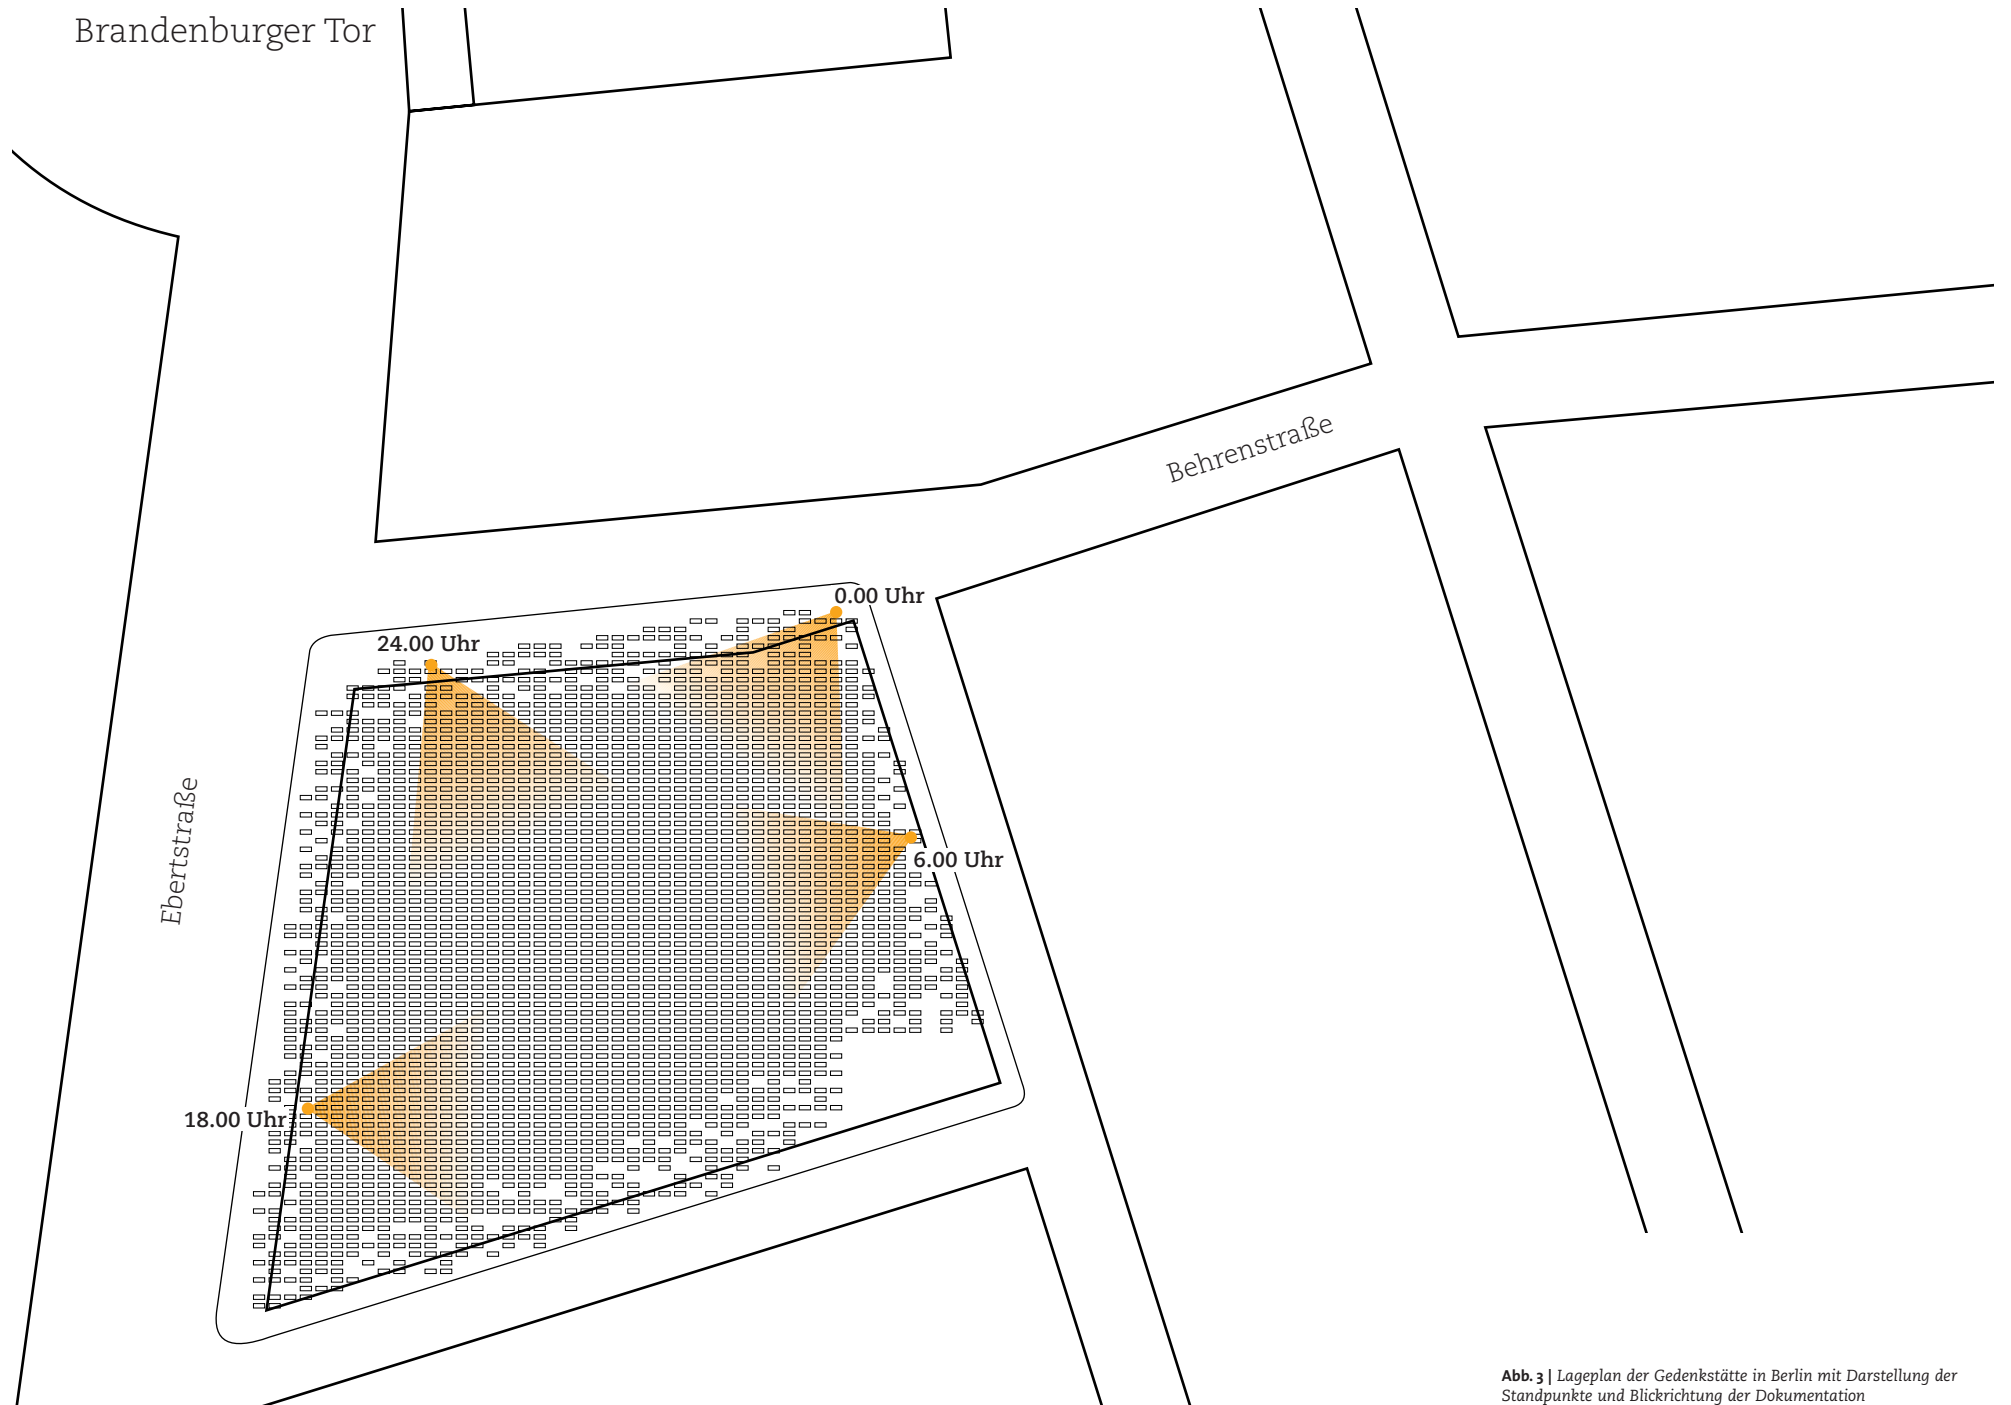 Brandenburger Tor
Behrenstraße
0.00 Uhr
24.00 Uhr
Ebertstraße
6.00 Uhr
18.00 Uhr
Abb. 3 | Lageplan der Gedenkstätte in Berlin mit Darstellung der
Standpunkte und Blickrichtung der Dokumentation